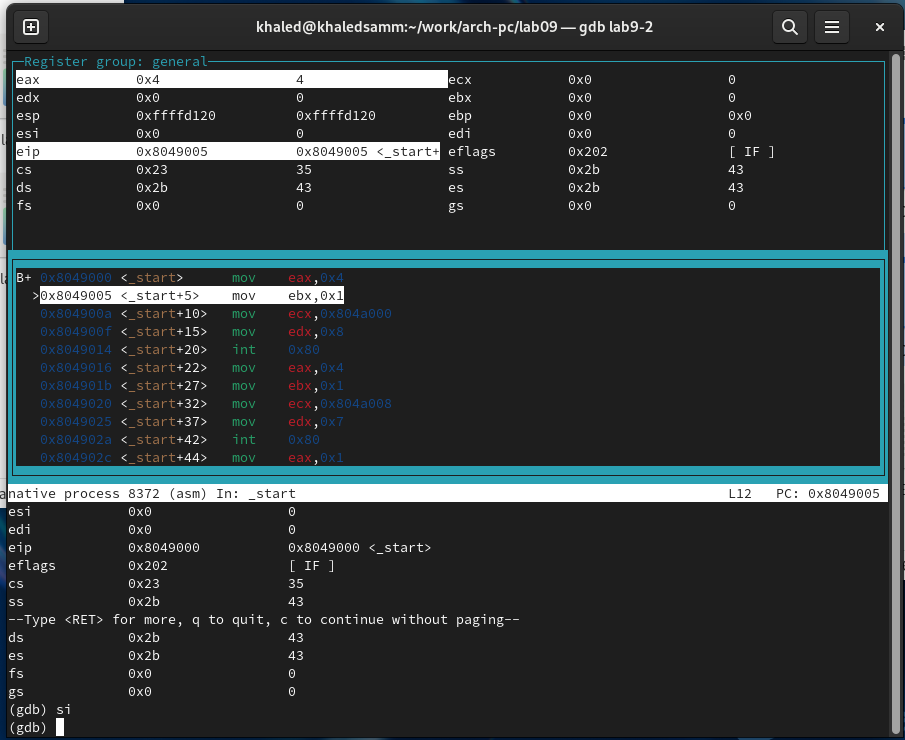 khaled@khaledsamm:~/work/arch-pc/lab09 — gdb lab9-2
Register group: general
eax 0x4 4 ecx 0x0 0
edx 0x0 0 ebx 0x0 0
esp 0xffffd120 0xffffd120 ebp 0x0 0x0
esi 0x0 0 edi 0x0 0
eip 0x8049005 0x8049005 <_start+ eflags 0x202 [ IF ]
cs 0x23 35 ss 0x2b 43
ds 0x2b 43 es 0x2b 43
fs 0x0 0 gs 0x0 0
B+ 0x8049000 <_start> mov eax,0x4
>0x8049005 <_start+5> mov ebx,0x1
0x804900a <_start+10> mov ecx,0x804a000
0x804900f <_start+15> mov edx,0x8
0x8049014 <_start+20> int 0x80
0x8049016 <_start+22> mov eax,0x4
0x804901b <_start+27> mov ebx,0x1
0x8049020 <_start+32> mov ecx,0x804a008
0x8049025 <_start+37> mov edx,0x7
0x804902a <_start+42> int 0x80
0x804902c <_start+44> mov eax,0x1
native process 8372 (asm) In: _start L12 PC: 0x8049005
esi 0x0 0
edi 0x0 0
eip 0x8049000 0x8049000 <_start>
eflags 0x202 [ IF ]
cs 0x23 35
ss 0x2b 43
--Type <RET> for more, q to quit, c to continue without paging--
ds 0x2b 43
es 0x2b 43
fs 0x0 0
gs 0x0 0
(gdb) si
(gdb)